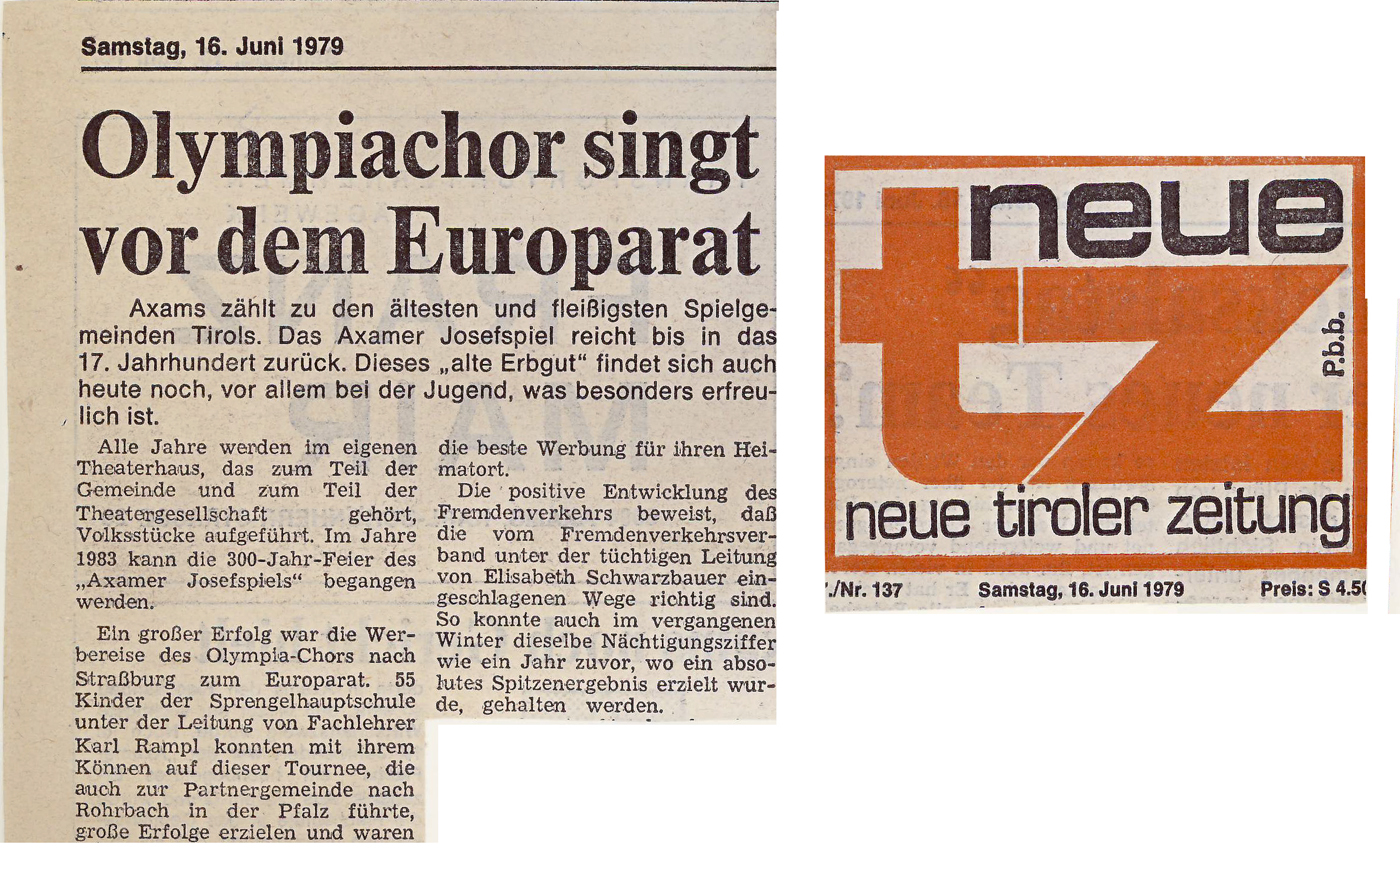 Samstag, 16. Juni 1979
Olympiachor singt
vor dem Europarat
Axams zählt zu den ältesten und fleißigsten Spielge-
meinden Tirols. Das Axamer Josefspiel reicht bis in das
17. Jahrhundert zurück. Dieses „alte Erbgut“ findet sich auch
heute noch, vor allem bei der Jugend, was besonders erfreu-
lich ist.
Alle Jahre werden im eigenen
Theaterhaus, das zum Teil der
Gemeinde und zum Teil der
Theatergesellschaft gehört,
Volksstücke aufgeführt. Im Jahre
1983 kann die 300-Jahr-Feier des
„Axamer Josefspiels“ begangen
werden.
Ein großer Erfolg war die Wer-
bereise des Olympia-Chors nach
Straßburg zum Europarat. 55
Kinder der Sprengelhauptschule
unter der Leitung von Fachlehrer
Karl Rampl konnten mit ihrem
Können auf dieser Tournee, die
auch zur Partnergemeinde nach
Rohrbach in der Pfalz führte,
große Erfolge erzielen und waren
die beste Werbung für ihren Hei-
matort.
Die positive Entwicklung des
Fremdenverkehrs beweist, daß
die vom Fremdenverkehrsver-
band unter der tüchtigen Leitung
von Elisabeth Schwarzbauer ein-
geschlagenen Wege richtig sind.
So konnte auch im vergangenen
Winter dieselbe Nächtigungsziffer
wie ein Jahr zuvor, wo ein abso-
lutes Spitzenergebnis erzielt wur-
de, gehalten werden.
neue
tz
P.b.b.
neue tiroler zeitung
./Nr. 137 Samstag, 16. Juni 1979 Preis: S 4.50